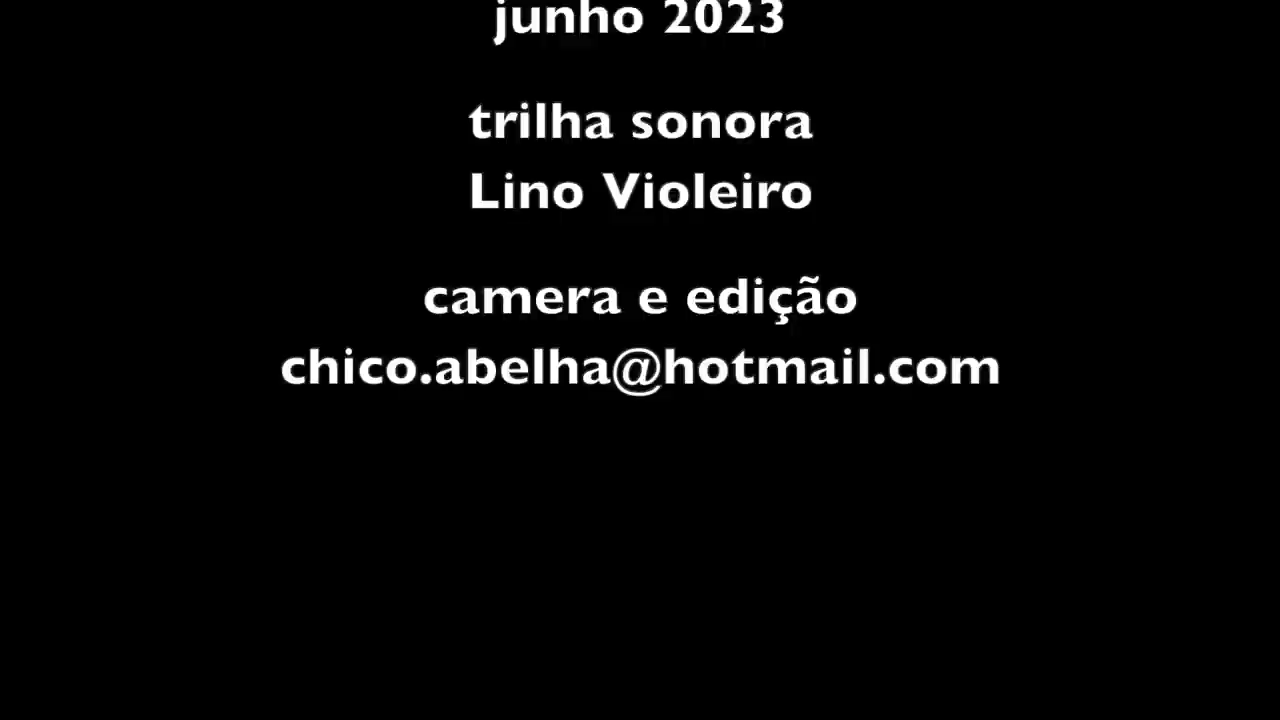 junho 2023
trilha sonora
Lino Violeiro
camera e edição
chico.abelha@hotmail.com